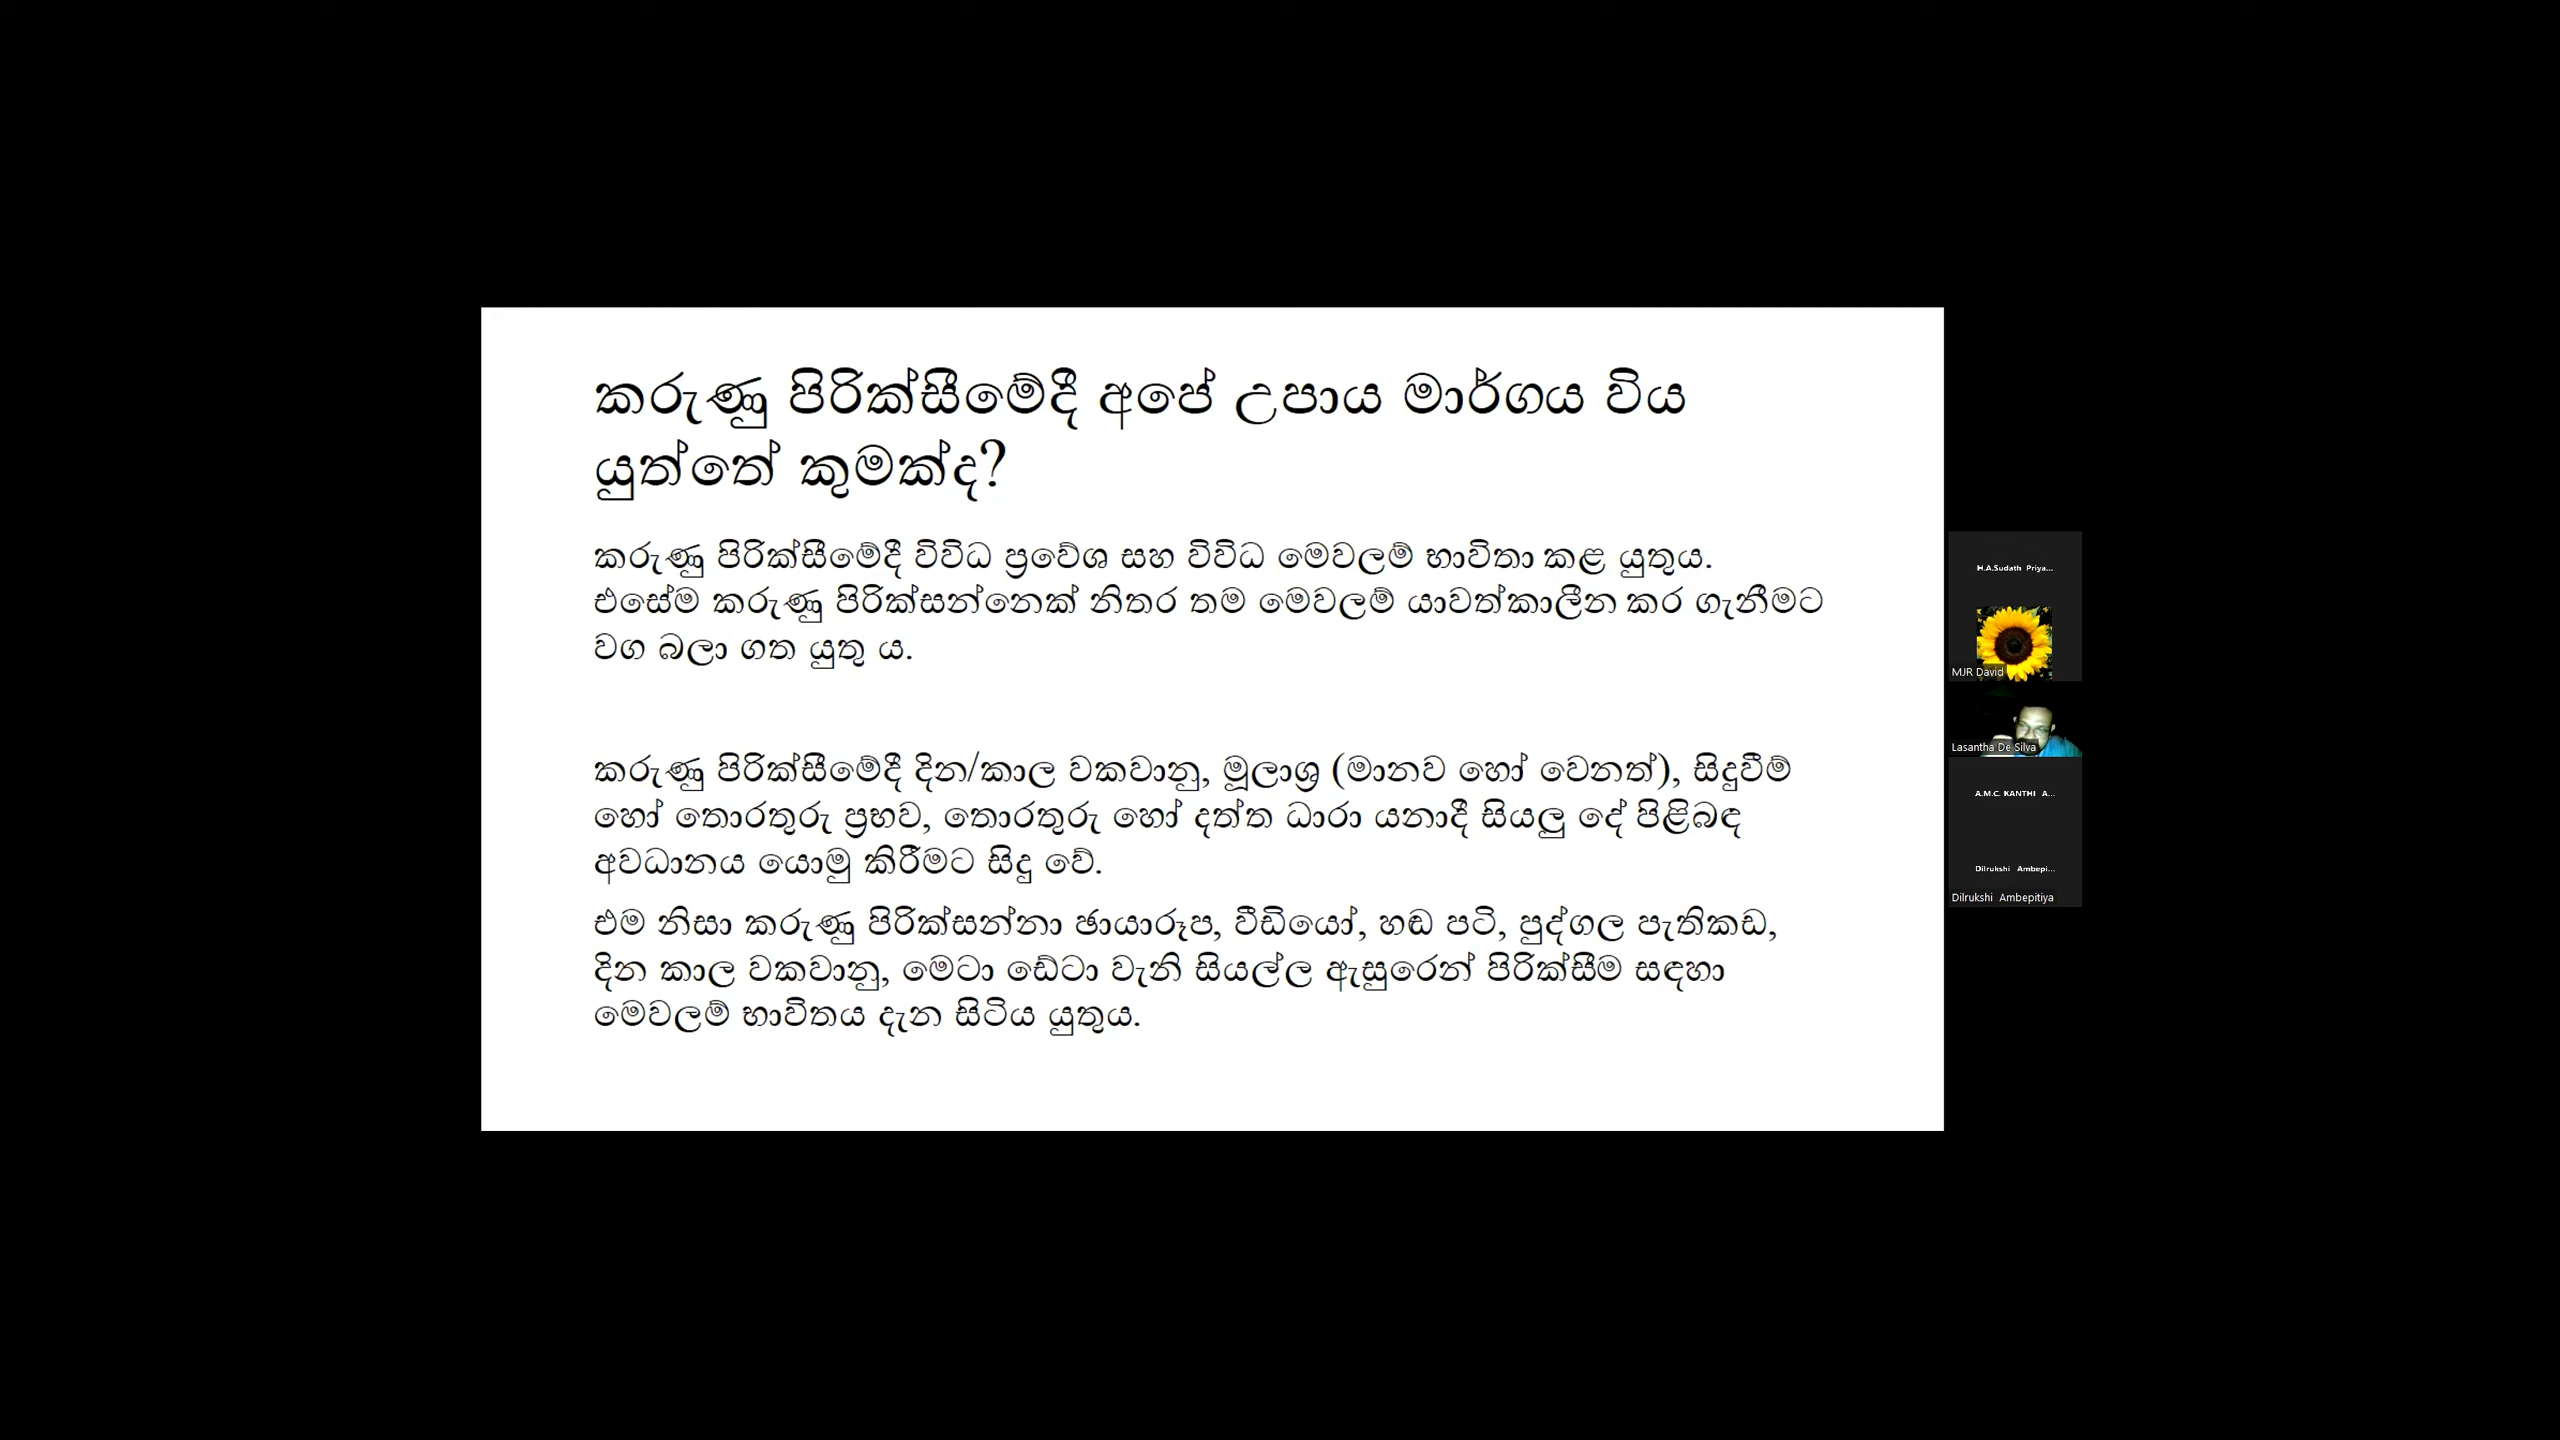 කරුණු පිරික්සීමේදී අපේ උපාය මාර්ගය විය
යුත්තේ කුමක්ද?
කරුණු පිරික්සීමේදී විවිධ ප්‍රවේශ සහ විවිධ මෙවලම් භාවිතා කළ යුතුය.
එසේම කරුණු පිරික්සන්නෙක් නිතර තම මෙවලම් යාවත්කාලීන කර ගැනීමට
වග බලා ගත යුතු ය.
කරුණු පිරික්සීමේදී දින/කාල වකවානු, මූලාශ්‍ර (මානව හෝ වෙනත්), සිදුවීම්
හෝ තොරතුරු ප්‍රභව, තොරතුරු හෝ දත්ත ධාරා යනාදී සියලු දේ පිළිබඳ
අවධානය යොමු කිරීමට සිදු වේ.
එම නිසා කරුණු පිරික්සන්නා ඡායාරූප, වීඩියෝ, හඬ පටි, පුද්ගල පැතිකඩ,
දින කාල වකවානු, මෙටා ඩේටා වැනි සියල්ල ඇසුරෙන් පිරික්සීම සඳහා
මෙවලම් භාවිතය දැන සිටිය යුතුය.
H.A.Sudath Priya...
MJR David
Lasantha De Silva
A.M.C. KANTHI A...
Dilrukshi Ambepi...
Dilrukshi Ambepitiya